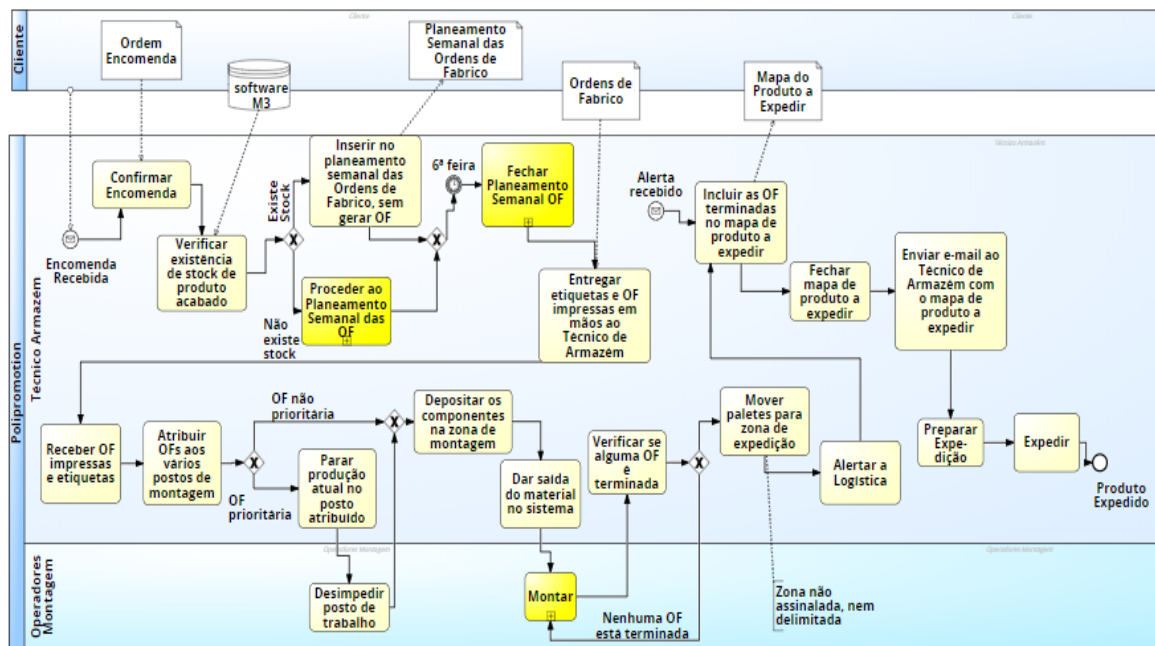 Cliente
Cliente
Cliente
Ordem
Encomenda
software
M3
Planeamento
Semanal das
Ordens de
Fabrico
Ordens de
Fabrico
Mapa do
Produto a
Expedir
Polipromotion
Técnico Armazém
Técnico Armazém
Encomenda
Recebida
Confirmar
Encomenda
Verificar
existência
de stock de
produto
acabado
Existe
Stock
Não
existe
stock
Inserir no
planeamento
semanal das
Ordens de
Fabrico, sem
gerar OF
Proceder ao
Planeamento
Semanal das
OF
6ª feira
Fechar
Planeamento
Semanal OF
Entregar
etiquetas e OF
impressas em
mãos ao
Técnico de
Armazém
Alerta
recebido
Incluir as OF
terminadas
no mapa de
produto a
expedir
Fechar
mapa de
produto a
expedir
Enviar e-mail ao
Técnico de
Armazém com
o mapa de
produto a
expedir
Receber OF
impressas
e etiquetas
Atribuir
OFs aos
vários
postos de
montagem
OF não
prioritária
OF
prioritária
Parar
produção
atual no
posto
atribuído
Depositar os
componentes
na zona de
montagem
Dar saída
do material
no sistema
Verificar se
alguma OF
é
terminada
Mover
paletes para
zona de
expedição
Alertar a
Logística
Preparar
Expe-
dição
Expedir
Produto
Expedido
Operadores
Montagem
Operadores Montagem
Operadores Montagem
Desimpedir
posto de
trabalho
Montar
Nenhuma OF
está terminada
Zona não
assinalada, nem
delimitada